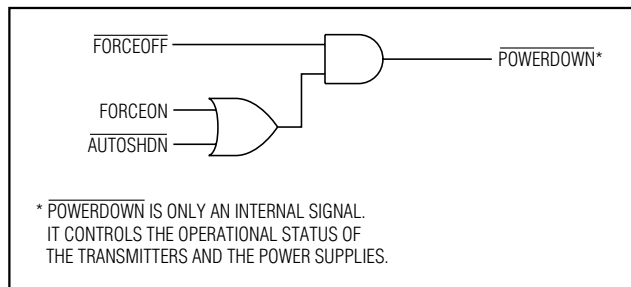 FORCEOFF
POWERDOWN*
FORCEON
AUTOSHDN
* POWERDOWN IS ONLY AN INTERNAL SIGNAL.
IT CONTROLS THE OPERATIONAL STATUS OF
THE TRANSMITTERS AND THE POWER SUPPLIES.